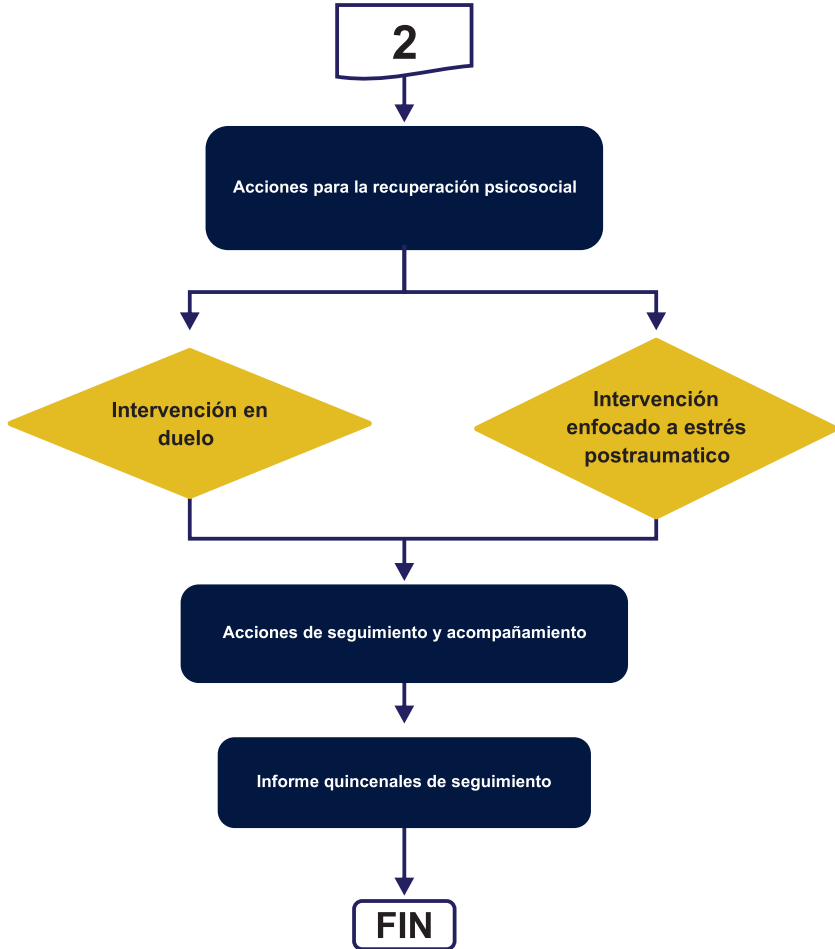 2
Acciones para la recuperación psicosocial
Intervención en
duelo
Intervención
enfocado a estrés
postraumatico
Acciones de seguimiento y acompañamiento
Informe quincenales de seguimiento
FIN